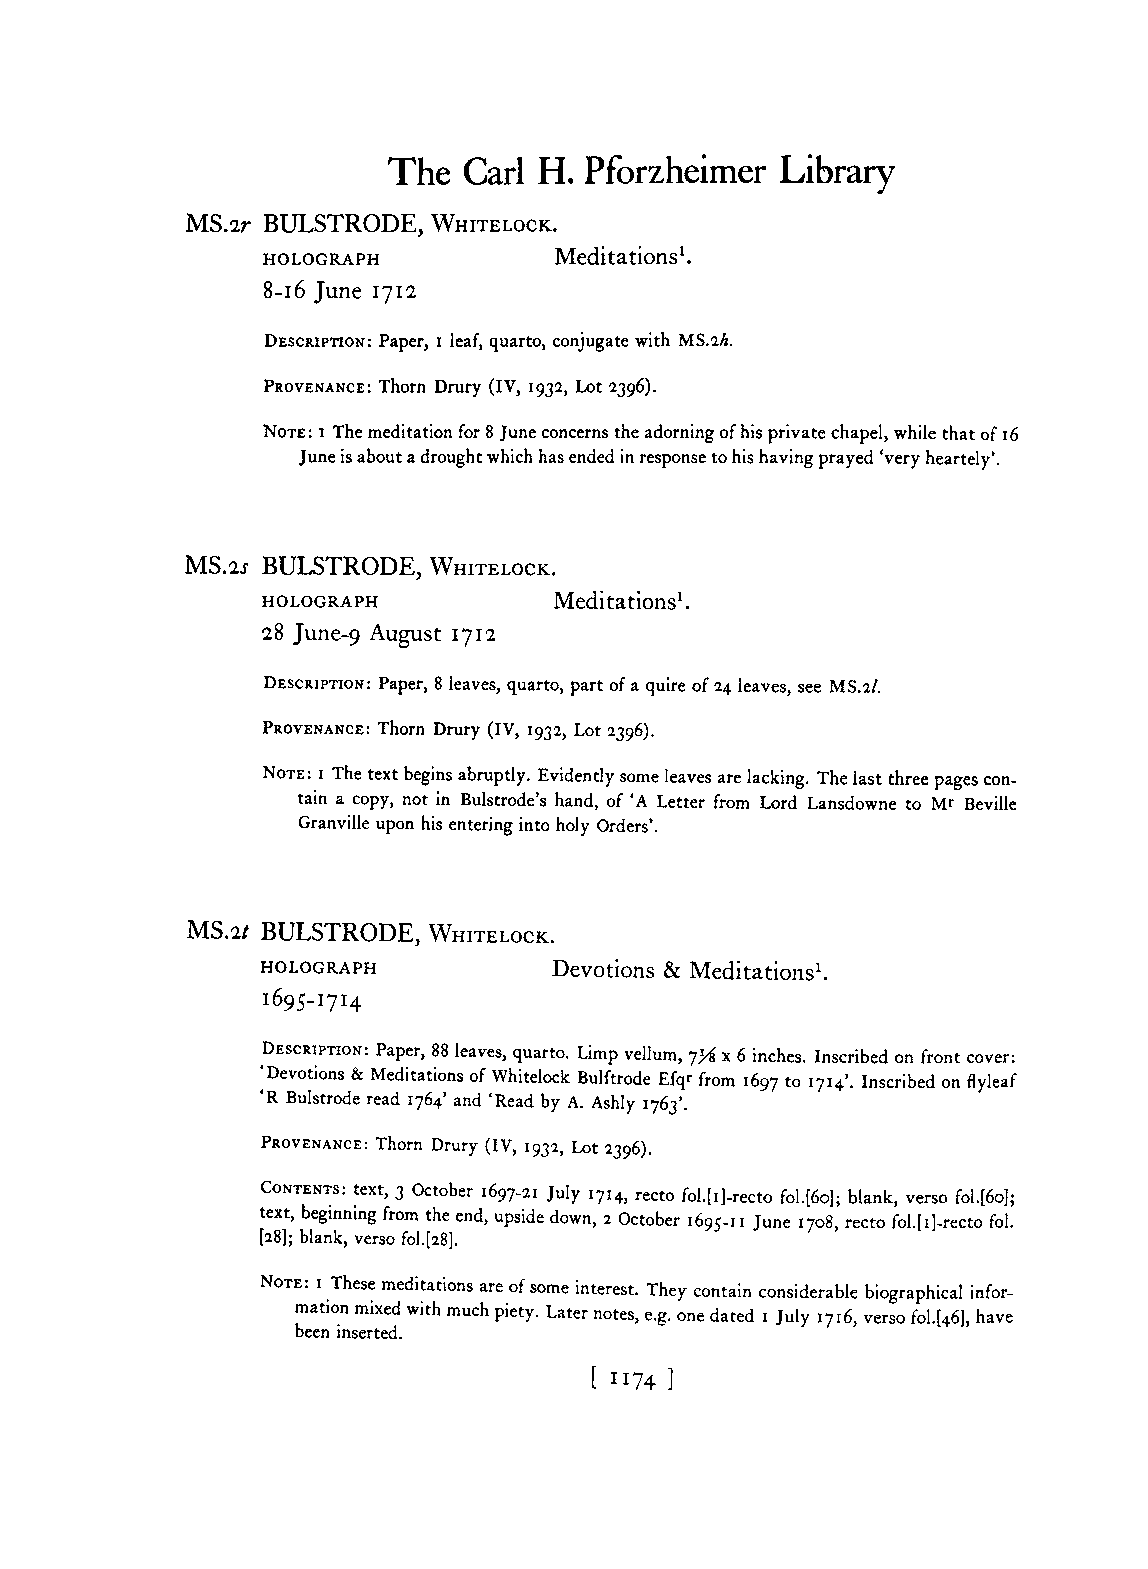 The Carl H. Pforzheimer Library
MS.2r BULSTRODE, WHITELOCK.
HOLOGRAPH Meditations¹.
8-16 June 1712
DESCRIPTION: Paper, 1 leaf, quarto, conjugate with MS.2h.
PROVENANCE: Thorn Drury (IV, 1932, Lot 2396).
NOTE: 1 The meditation for 8 June concerns the adorning of his private chapel, while that of 16
June is about a drought which has ended in response to his having prayed ‘very heartely’.
MS.2s BULSTRODE, WHITELOCK.
HOLOGRAPH Meditations¹.
28 June-9 August 1712
DESCRIPTION: Paper, 8 leaves, quarto, part of a quire of 24 leaves, see MS.2l.
PROVENANCE: Thorn Drury (IV, 1932, Lot 2396).
NOTE: 1 The text begins abruptly. Evidently some leaves are lacking. The last three pages con-
tain a copy, not in Bulstrode’s hand, of ‘A Letter from Lord Lansdowne to Mʳ Beville
Granville upon his entering into holy Orders’.
MS.2t BULSTRODE, WHITELOCK.
HOLOGRAPH Devotions & Meditations¹.
1695-1714
DESCRIPTION: Paper, 88 leaves, quarto. Limp vellum, 7⅛ x 6 inches. Inscribed on front cover:
‘Devotions & Meditations of Whitelock Bulſtrode Eſqʳ from 1697 to 1714’. Inscribed on flyleaf
‘R Bulstrode read 1764’ and ‘Read by A. Ashly 1763’.
PROVENANCE: Thorn Drury (IV, 1932, Lot 2396).
CONTENTS: text, 3 October 1697-21 July 1714, recto fol.[1]-recto fol.[60]; blank, verso fol.[60];
text, beginning from the end, upside down, 2 October 1695-11 June 1708, recto fol.[1]-recto fol.
[28]; blank, verso fol.[28].
NOTE: 1 These meditations are of some interest. They contain considerable biographical infor-
mation mixed with much piety. Later notes, e.g. one dated 1 July 1716, verso fol.[46], have
been inserted.
[ 1174 ]